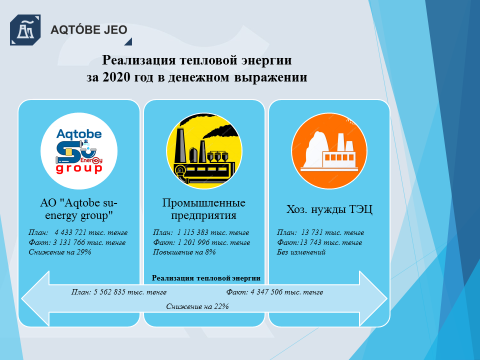 AQTÓBE JEO
Реализация тепловой энергии
за 2020 год в денежном выражении
Aqtobe
Su
Energy
group
АО "Aqtobe su-
energy group"
План: 4 433 721 тыс. тенге
Факт: 3 131 766 тыс. тенге
Снижение на 29%
Промышленные
предприятия
План: 1 115 383 тыс. тенге
Факт: 1 201 996 тыс. тенге
Повышение на 8%
Хоз. нужды ТЭЦ
План: 13 731 тыс. тенге
Факт:13 743 тыс. тенге
Без изменений
Реализация тепловой энергии
План: 5 562 835 тыс. тенге Факт: 4 347 506 тыс. тенге
Снижение на 22%